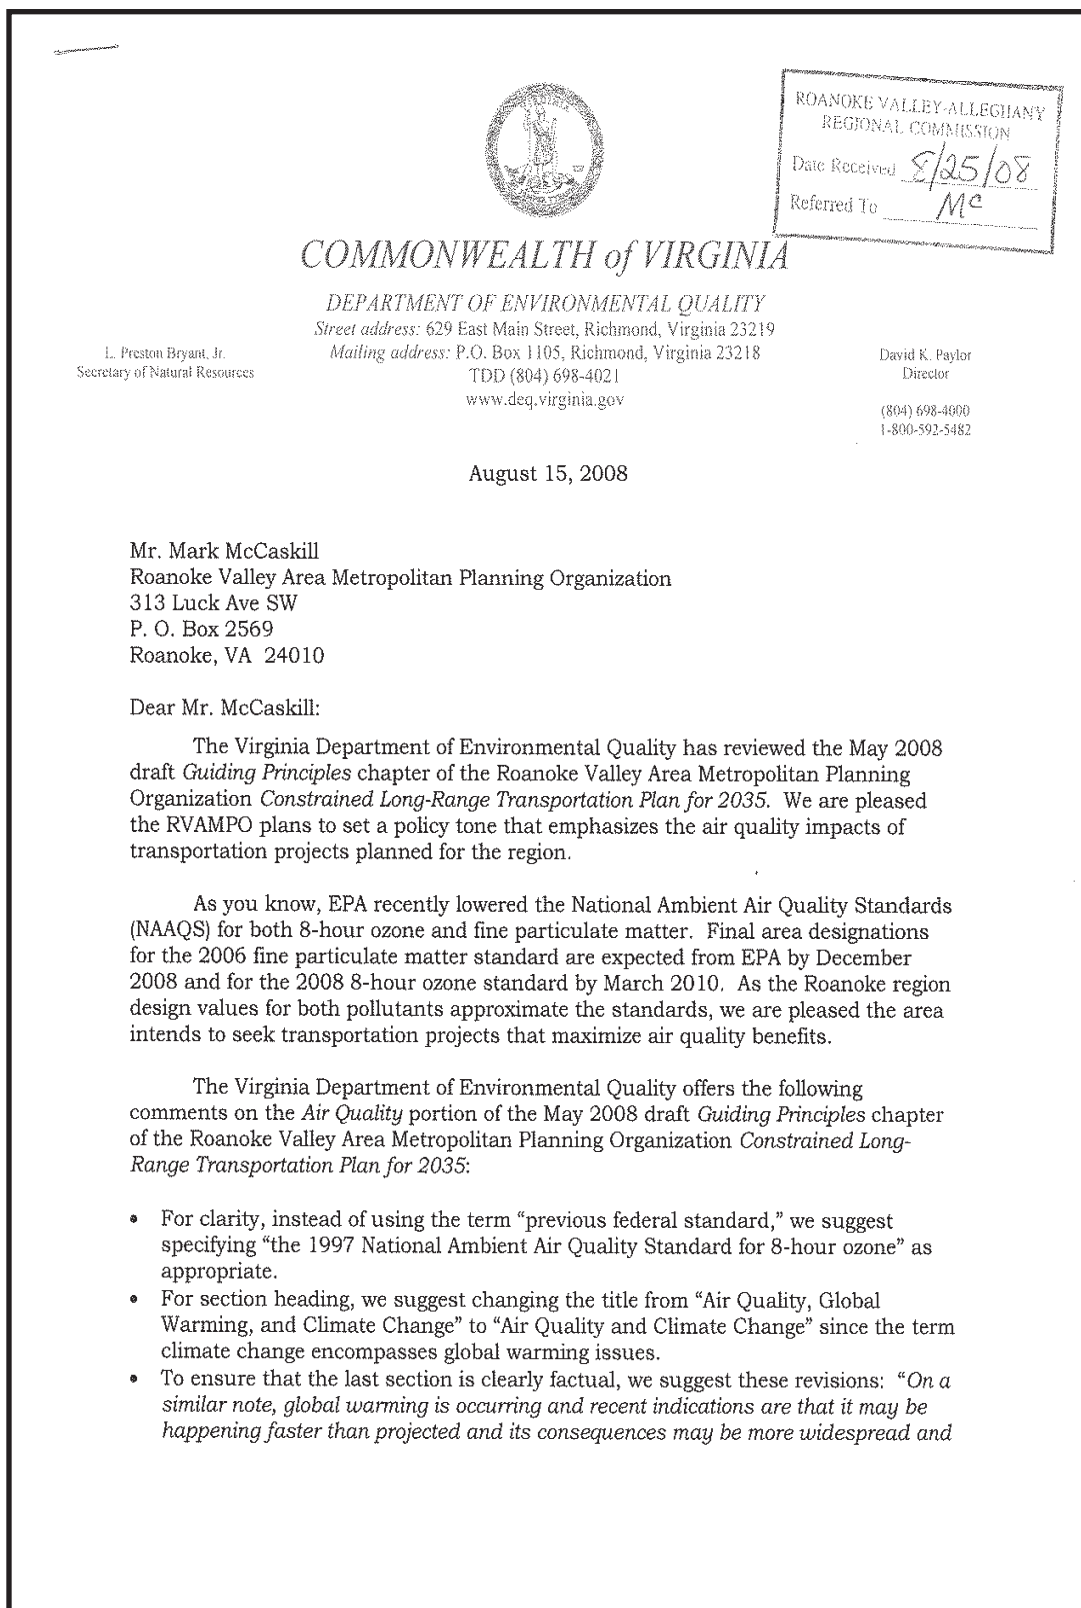 ROANOKE VALLEY-ALLEGHANY
REGIONAL COMMISSION
Date Received 8/25/08
Referred To Mc
COMMONWEALTH of VIRGINIA
DEPARTMENT OF ENVIRONMENTAL QUALITY
Street address: 629 East Main Street, Richmond, Virginia 23219
Mailing address: P.O. Box 1105, Richmond, Virginia 23218
TDD (804) 698-4021
www.deq.virginia.gov
L. Preston Bryant, Jr.
Secretary of Natural Resources
David K. Paylor
Director
(804) 698-4000
1-800-592-5482
August 15, 2008
Mr. Mark McCaskill
Roanoke Valley Area Metropolitan Planning Organization
313 Luck Ave SW
P. O. Box 2569
Roanoke, VA 24010
Dear Mr. McCaskill:
The Virginia Department of Environmental Quality has reviewed the May 2008
draft Guiding Principles chapter of the Roanoke Valley Area Metropolitan Planning
Organization Constrained Long-Range Transportation Plan for 2035. We are pleased
the RVAMPO plans to set a policy tone that emphasizes the air quality impacts of
transportation projects planned for the region.
As you know, EPA recently lowered the National Ambient Air Quality Standards
(NAAQS) for both 8-hour ozone and fine particulate matter. Final area designations
for the 2006 fine particulate matter standard are expected from EPA by December
2008 and for the 2008 8-hour ozone standard by March 2010. As the Roanoke region
design values for both pollutants approximate the standards, we are pleased the area
intends to seek transportation projects that maximize air quality benefits.
The Virginia Department of Environmental Quality offers the following
comments on the Air Quality portion of the May 2008 draft Guiding Principles chapter
of the Roanoke Valley Area Metropolitan Planning Organization Constrained Long-
Range Transportation Plan for 2035:
• For clarity, instead of using the term “previous federal standard,” we suggest
specifying “the 1997 National Ambient Air Quality Standard for 8-hour ozone” as
appropriate.
• For section heading, we suggest changing the title from “Air Quality, Global
Warming, and Climate Change” to “Air Quality and Climate Change” since the term
climate change encompasses global warming issues.
• To ensure that the last section is clearly factual, we suggest these revisions: “On a
similar note, global warming is occurring and recent indications are that it may be
happening faster than projected and its consequences may be more widespread and